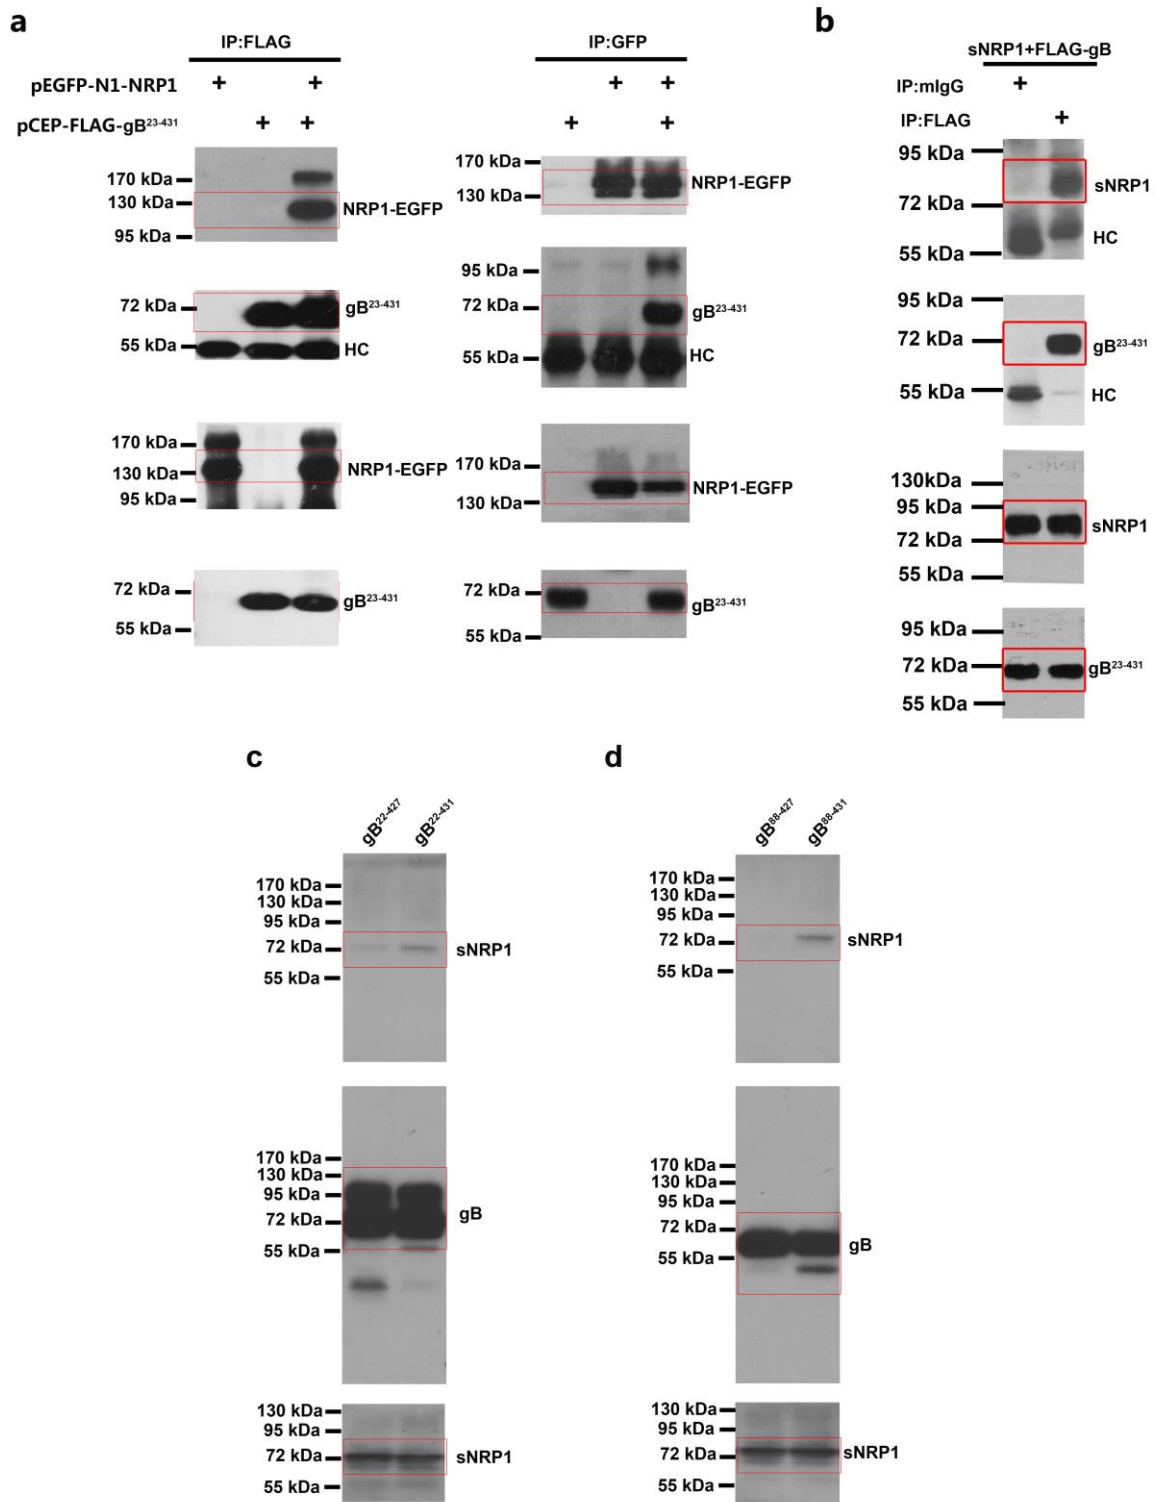 a
IP:FLAG
pEGFP-N1-NRP1 + +
pCEP-FLAG-gB23-431 + +
170 kDa
130 kDa
NRP1-EGFP
95 kDa
72 kDa
gB23-431
55 kDa
HC
170 kDa
130 kDa
NRP1-EGFP
95 kDa
72 kDa
gB23-431
55 kDa
IP:GFP
+ +
+ +
170 kDa
NRP1-EGFP
130 kDa
95 kDa
72 kDa
gB23-431
55 kDa
HC
170 kDa
NRP1-EGFP
130 kDa
72 kDa
gB23-431
55 kDa
b
sNRP1+FLAG-gB
IP:mIgG +
IP:FLAG +
95 kDa
sNRP1
72 kDa
HC
55 kDa
95 kDa
72 kDa
gB23-431
55 kDa
HC
130kDa
95 kDa
sNRP1
72 kDa
55 kDa
95 kDa
72 kDa
gB23-431
55 kDa
c
gB22-427 gB22-431
170 kDa
130 kDa
95 kDa
72 kDa
sNRP1
55 kDa
170 kDa
130 kDa
95 kDa
gB
72 kDa
55 kDa
130 kDa
95 kDa
72 kDa
sNRP1
55 kDa
d
gB88-427 gB88-431
170 kDa
130 kDa
95 kDa
72 kDa
sNRP1
55 kDa
170 kDa
130 kDa
95 kDa
72 kDa
gB
55 kDa
130 kDa
95 kDa
72 kDa
sNRP1
55 kDa